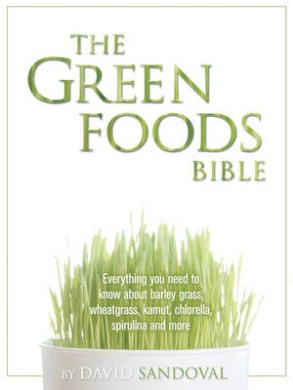 THE
GREEN
FOODS
BIBLE
Everything you need to
know about barley grass,
wheatgrass, kamut, chlorella,
spirulina and more
BY DAVID SANDOVAL